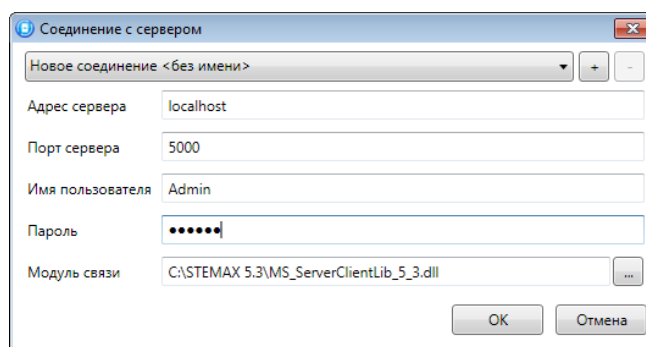 Соединение с сервером
Новое соединение <без имени>
+
-
Адрес сервера localhost
Порт сервера 5000
Имя пользователя Admin
Пароль ●●●●●●
Модуль связи C:\STEMAX 5.3\MS_ServerClientLib_5_3.dll ...
OK Отмена